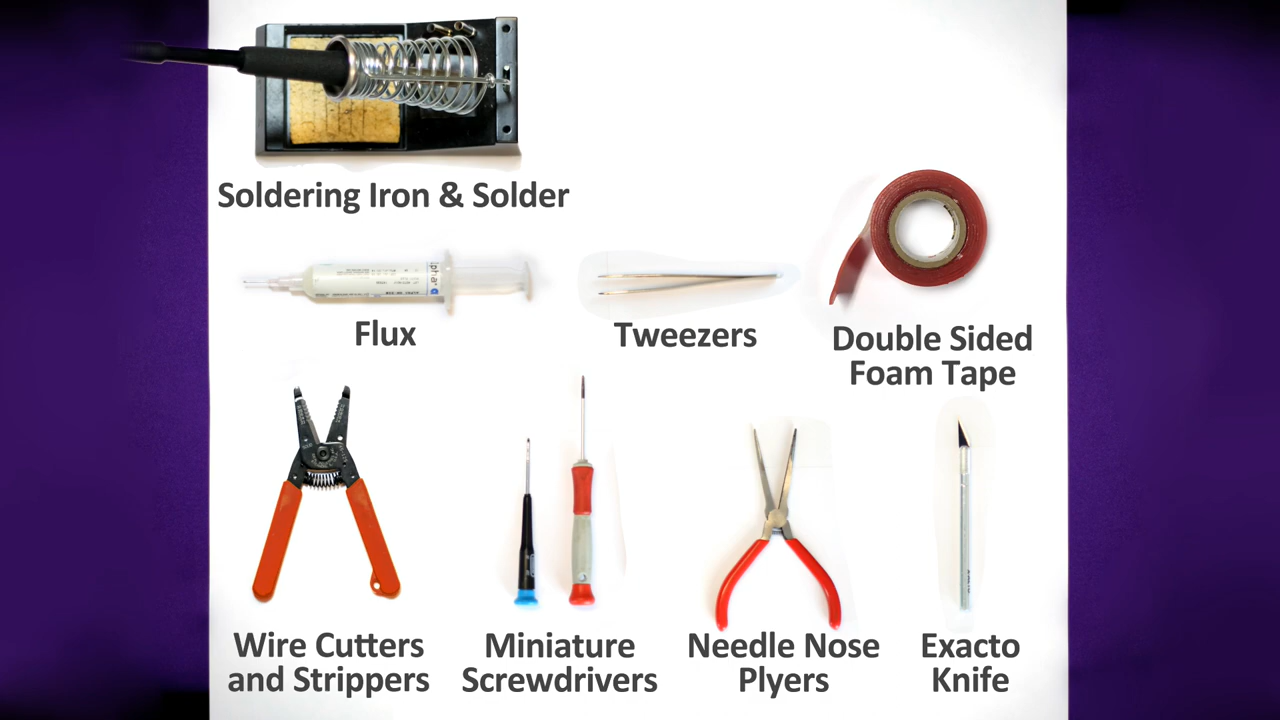 Soldering Iron & Solder
Flux
Tweezers
Double Sided
Foam Tape
Wire Cutters
and Strippers
Miniature
Screwdrivers
Needle Nose
Plyers
Exacto
Knife